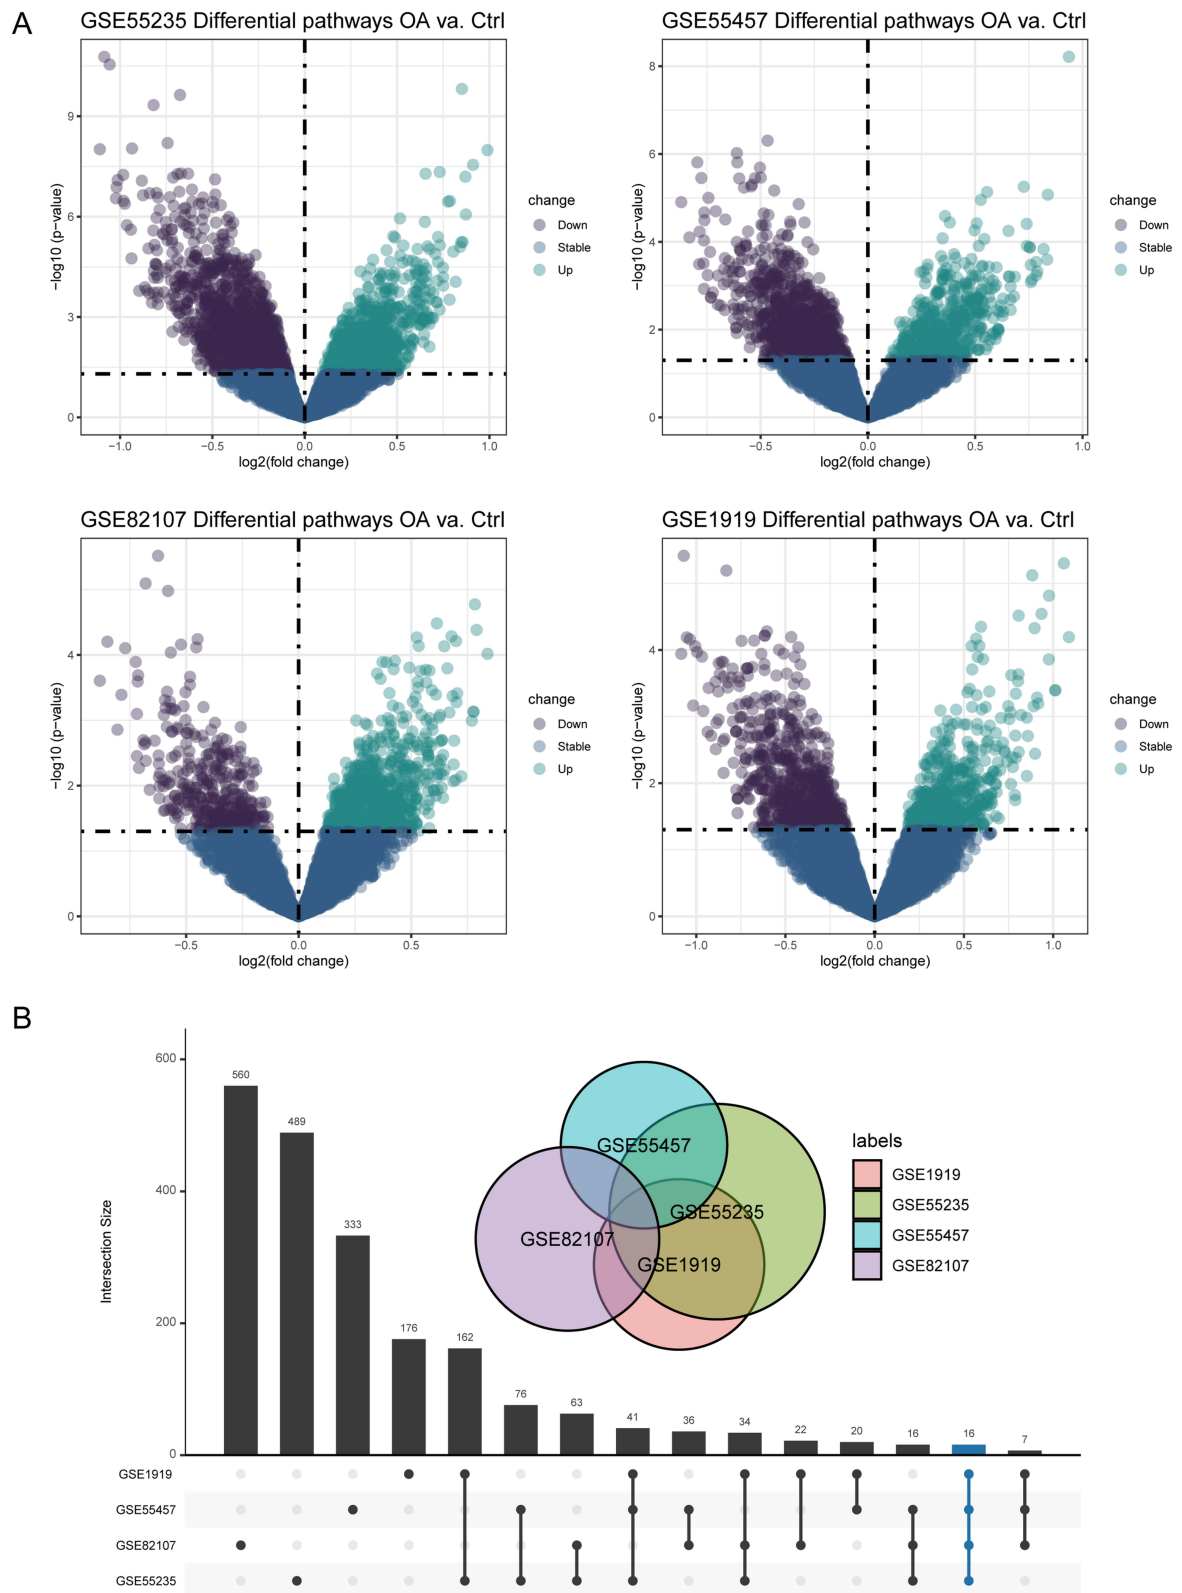 A
GSE55235 Differential pathways OA va. Ctrl
−log10 (p−value)
9
6
3
0
−1.0 −0.5 0.0 0.5 1.0
log2(fold change)
change
Down
Stable
Up
GSE55457 Differential pathways OA va. Ctrl
−log10 (p−value)
8
6
4
2
0
−0.5 0.0 0.5 1.0
log2(fold change)
change
Down
Stable
Up
GSE82107 Differential pathways OA va. Ctrl
−log10 (p−value)
4
2
0
−0.5 0.0 0.5
log2(fold change)
change
Down
Stable
Up
GSE1919 Differential pathways OA va. Ctrl
−log10 (p−value)
4
2
0
−1.0 −0.5 0.0 0.5 1.0
log2(fold change)
change
Down
Stable
Up
B
Intersection Size
600
400
200
0
560 489 333 176 162 76 63 41 36 34 22 20 16 16 7
GSE55457
GSE55235
GSE82107
GSE1919
labels
GSE1919
GSE55235
GSE55457
GSE82107
GSE1919
GSE55457
GSE82107
GSE55235